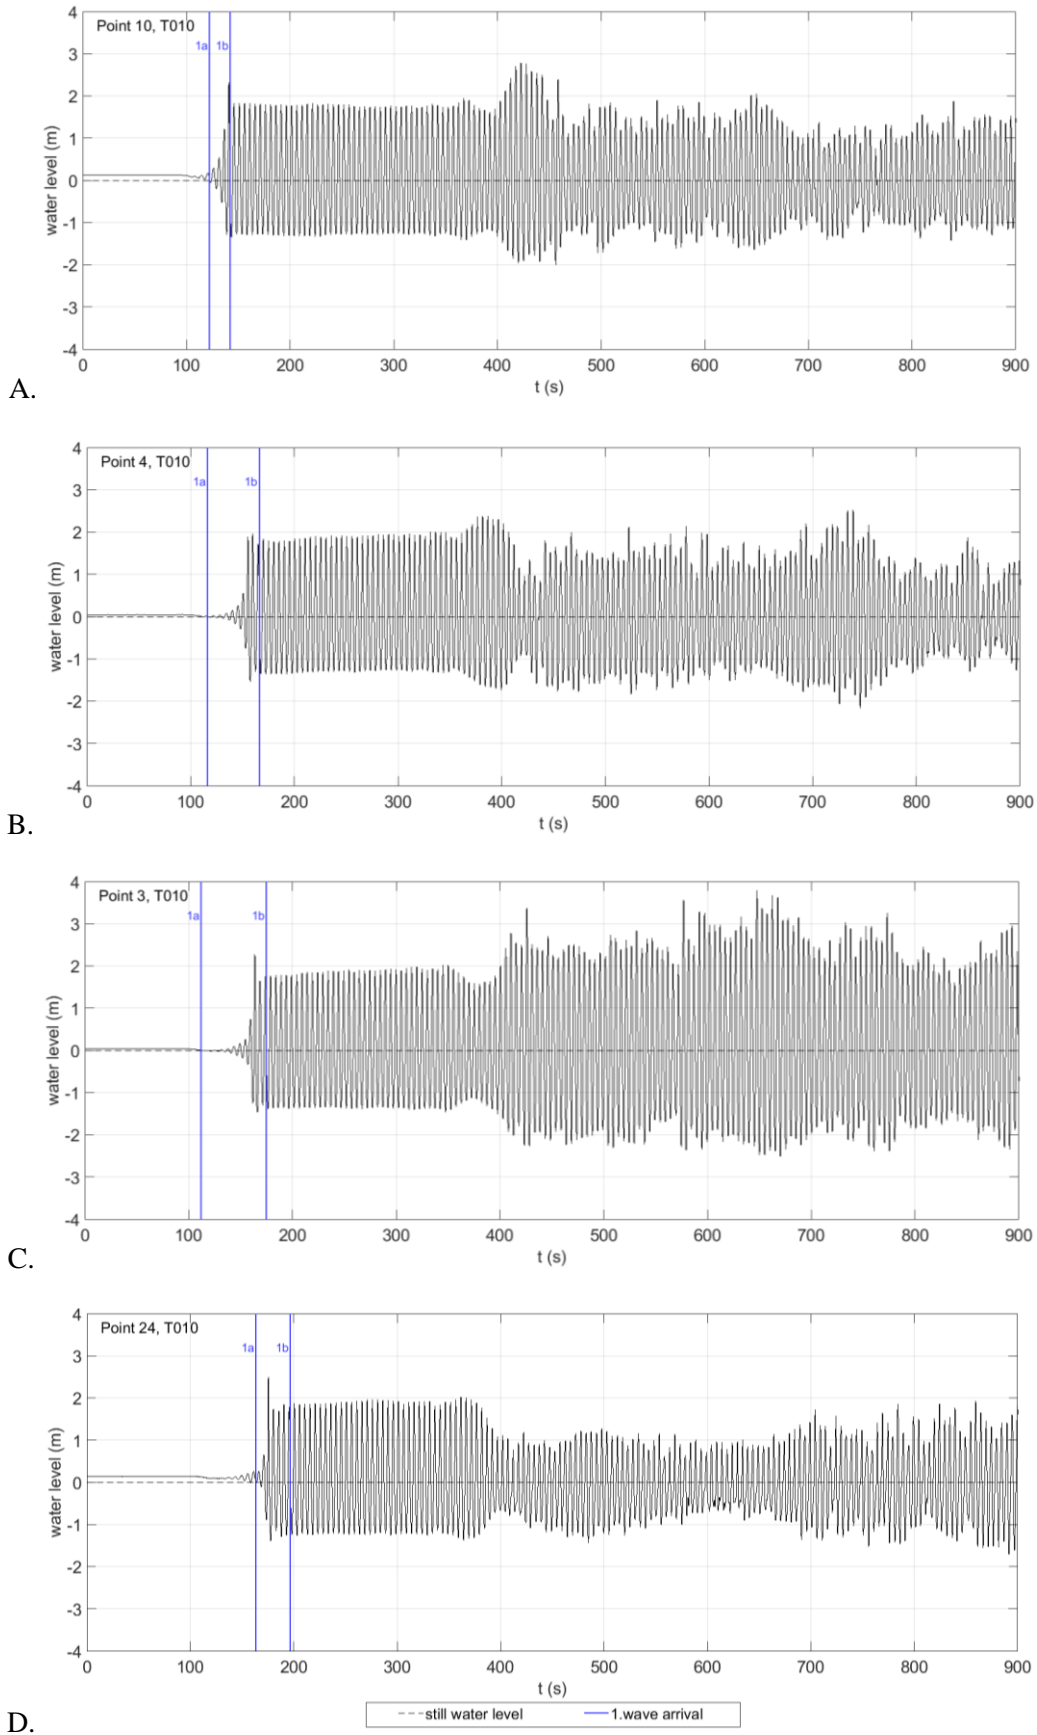 Point 10, T010
1a 1b
4
3
2
1
0
-1
-2
-3
-4
water level (m)
0 100 200 300 400 500 600 700 800 900
t (s)
A.
Point 4, T010
1a 1b
4
3
2
1
0
-1
-2
-3
-4
water level (m)
0 100 200 300 400 500 600 700 800 900
t (s)
B.
Point 3, T010
1a 1b
4
3
2
1
0
-1
-2
-3
-4
water level (m)
0 100 200 300 400 500 600 700 800 900
t (s)
C.
Point 24, T010
1a 1b
4
3
2
1
0
-1
-2
-3
-4
water level (m)
0 100 200 300 400 500 600 700 800 900
t (s)
D.
still water level 1.wave arrival